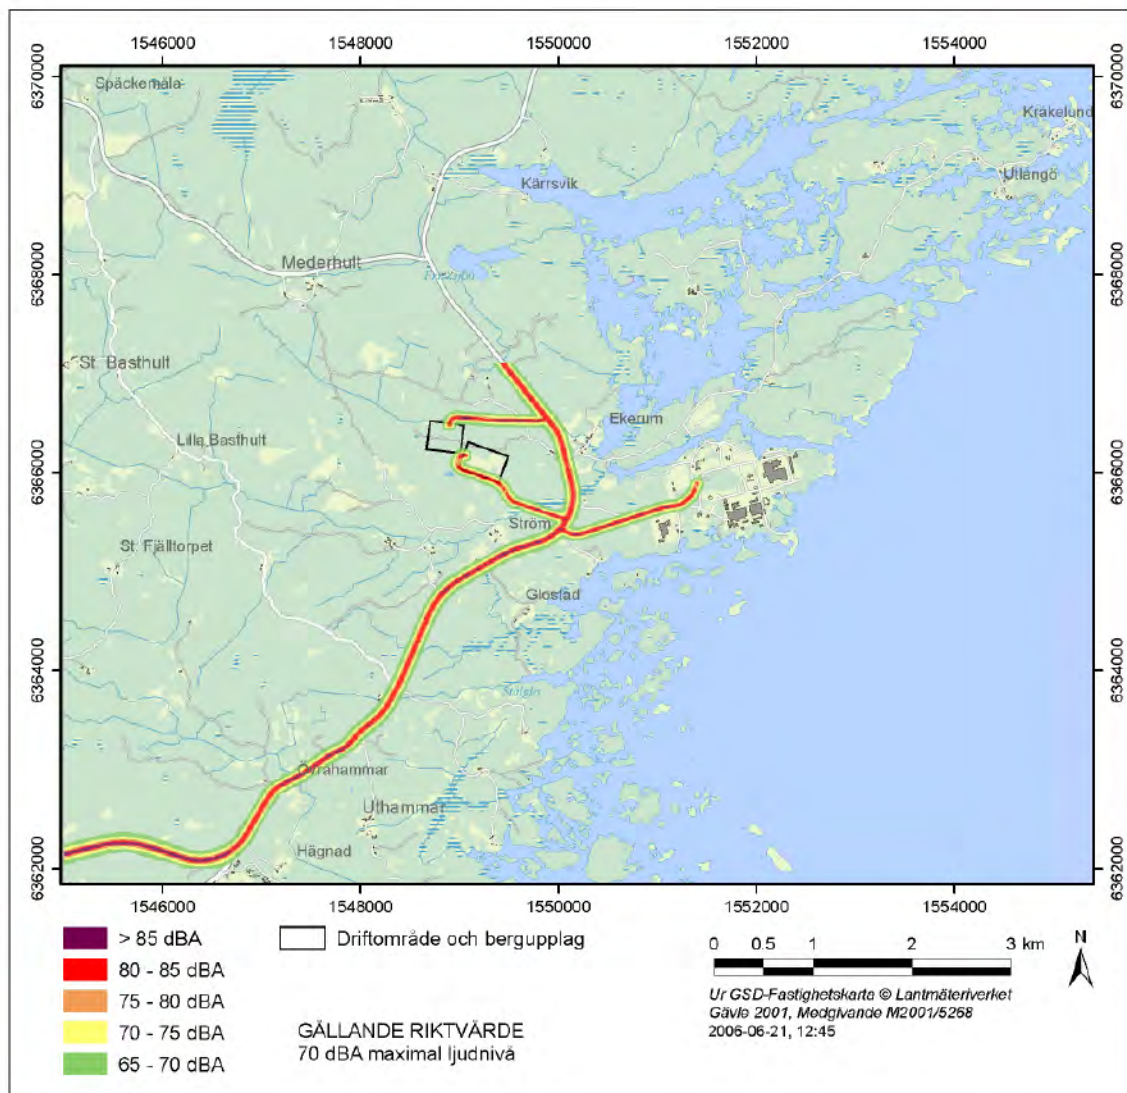 1546000 1548000 1550000 1552000 1554000
6370000 6370000
Späckemåla
Kråkelund
Kärrsvik
Utlångö
Mederhult
6368000 6368000
St. Basthult
Ekerum
Lilla Basthult
6366000 6366000
Ström
St. Fjälltorpet
Glostad
6364000 6364000
Övrahammar
Uthammar
Hägnad
6362000 6362000
1546000 1548000 1550000 1552000 1554000
> 85 dBA
Driftområde och bergupplag
80 - 85 dBA
75 - 80 dBA
70 - 75 dBA
65 - 70 dBA
GÄLLANDE RIKTVÄRDE
70 dBA maximal ljudnivå
0 0.5 1 2 3 km
N
Ur GSD-Fastighetskarta © Lantmäteriverket
Gävle 2001, Medgivande M2001/5268
2006-06-21, 12:45